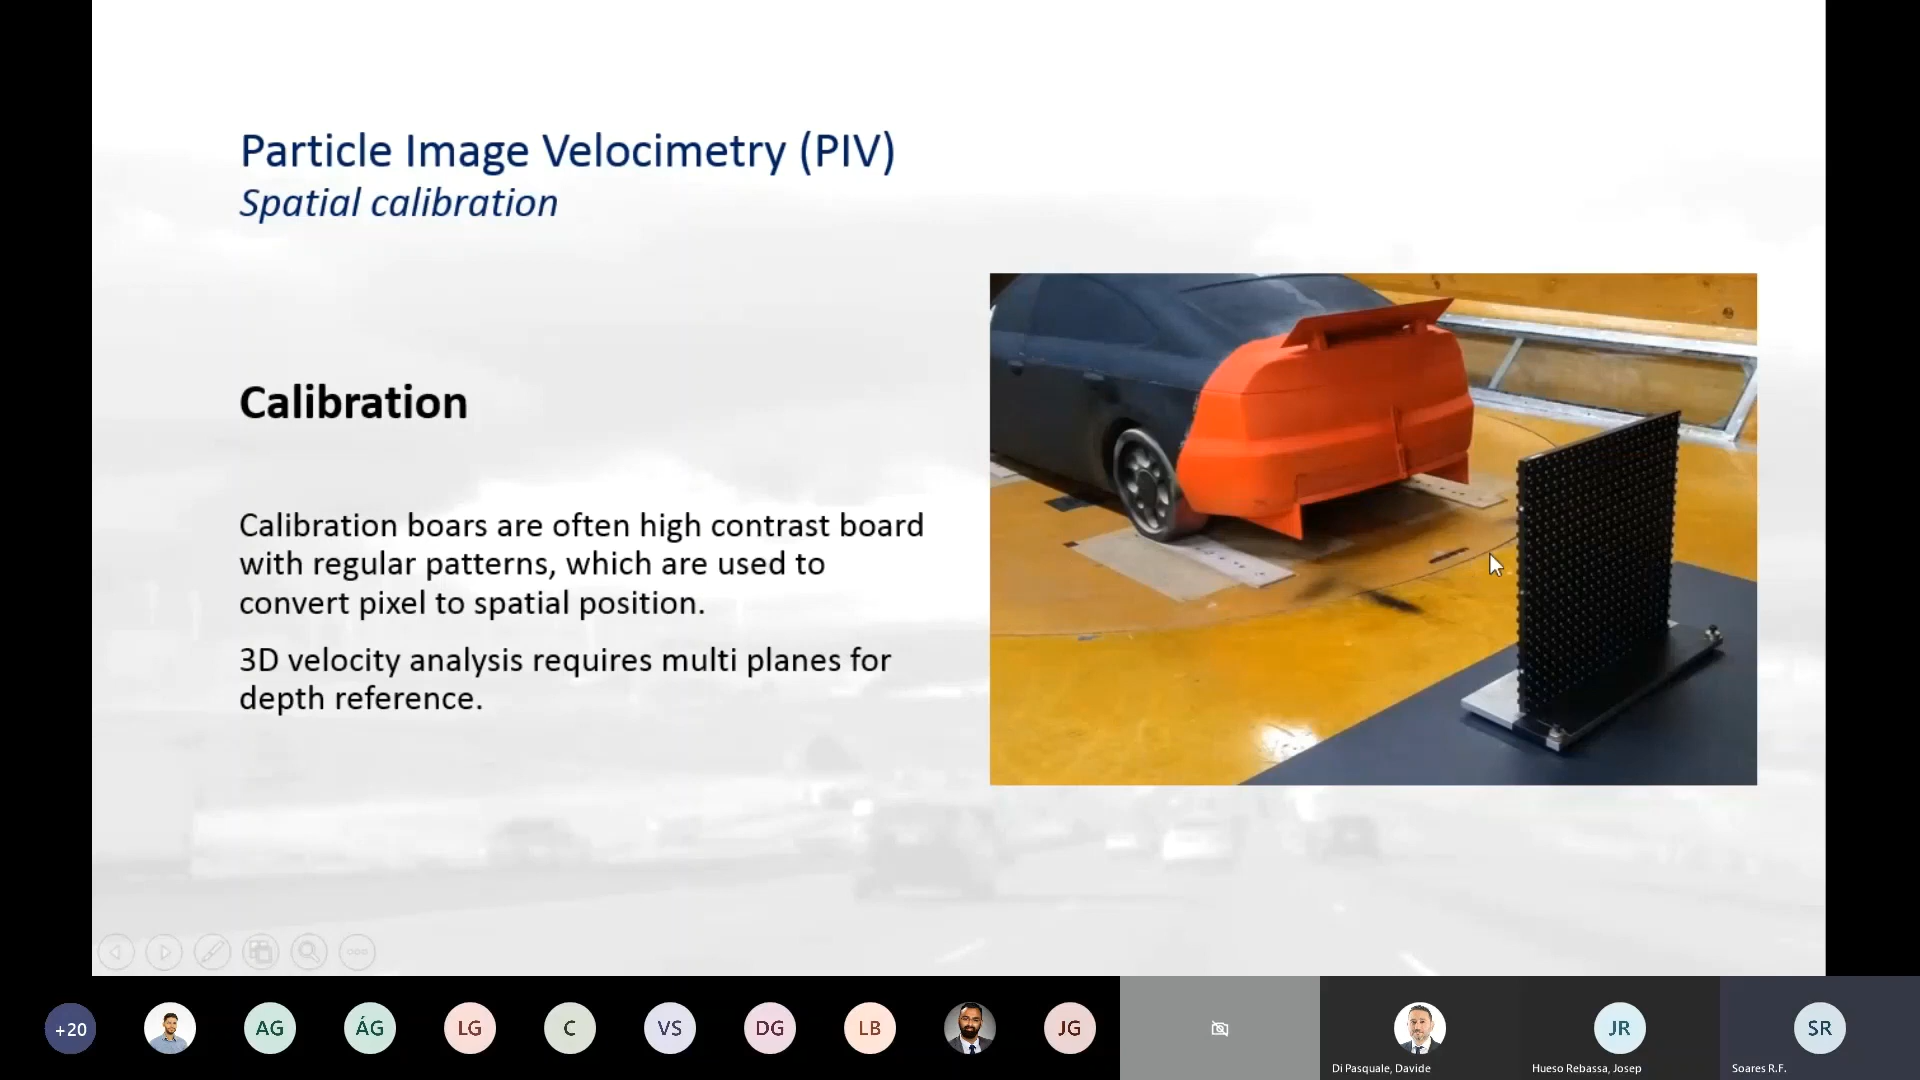 Particle Image Velocimetry (PIV)
Spatial calibration
Calibration
Calibration boars are often high contrast board
with regular patterns, which are used to
convert pixel to spatial position.
3D velocity analysis requires multi planes for
depth reference.
+20
AG
ÁG
LG
C
VS
DG
LB
JG
JR
SR
Di Pasquale, Davide
Hueso Rebassa, Josep
Soares R.F.